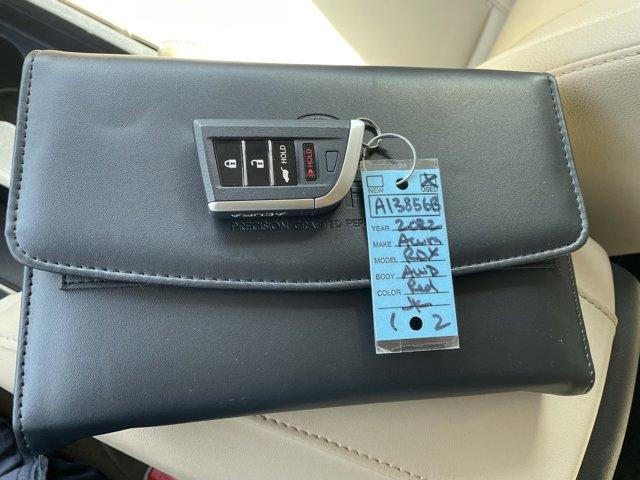 HOLD
HOLD
ACURA
PRECISION CRAFTED PER
NEW
USED
A138568
YEAR 2022
MAKE Acura
MODEL RDX
BODY AWD
COLOR Red
1 2